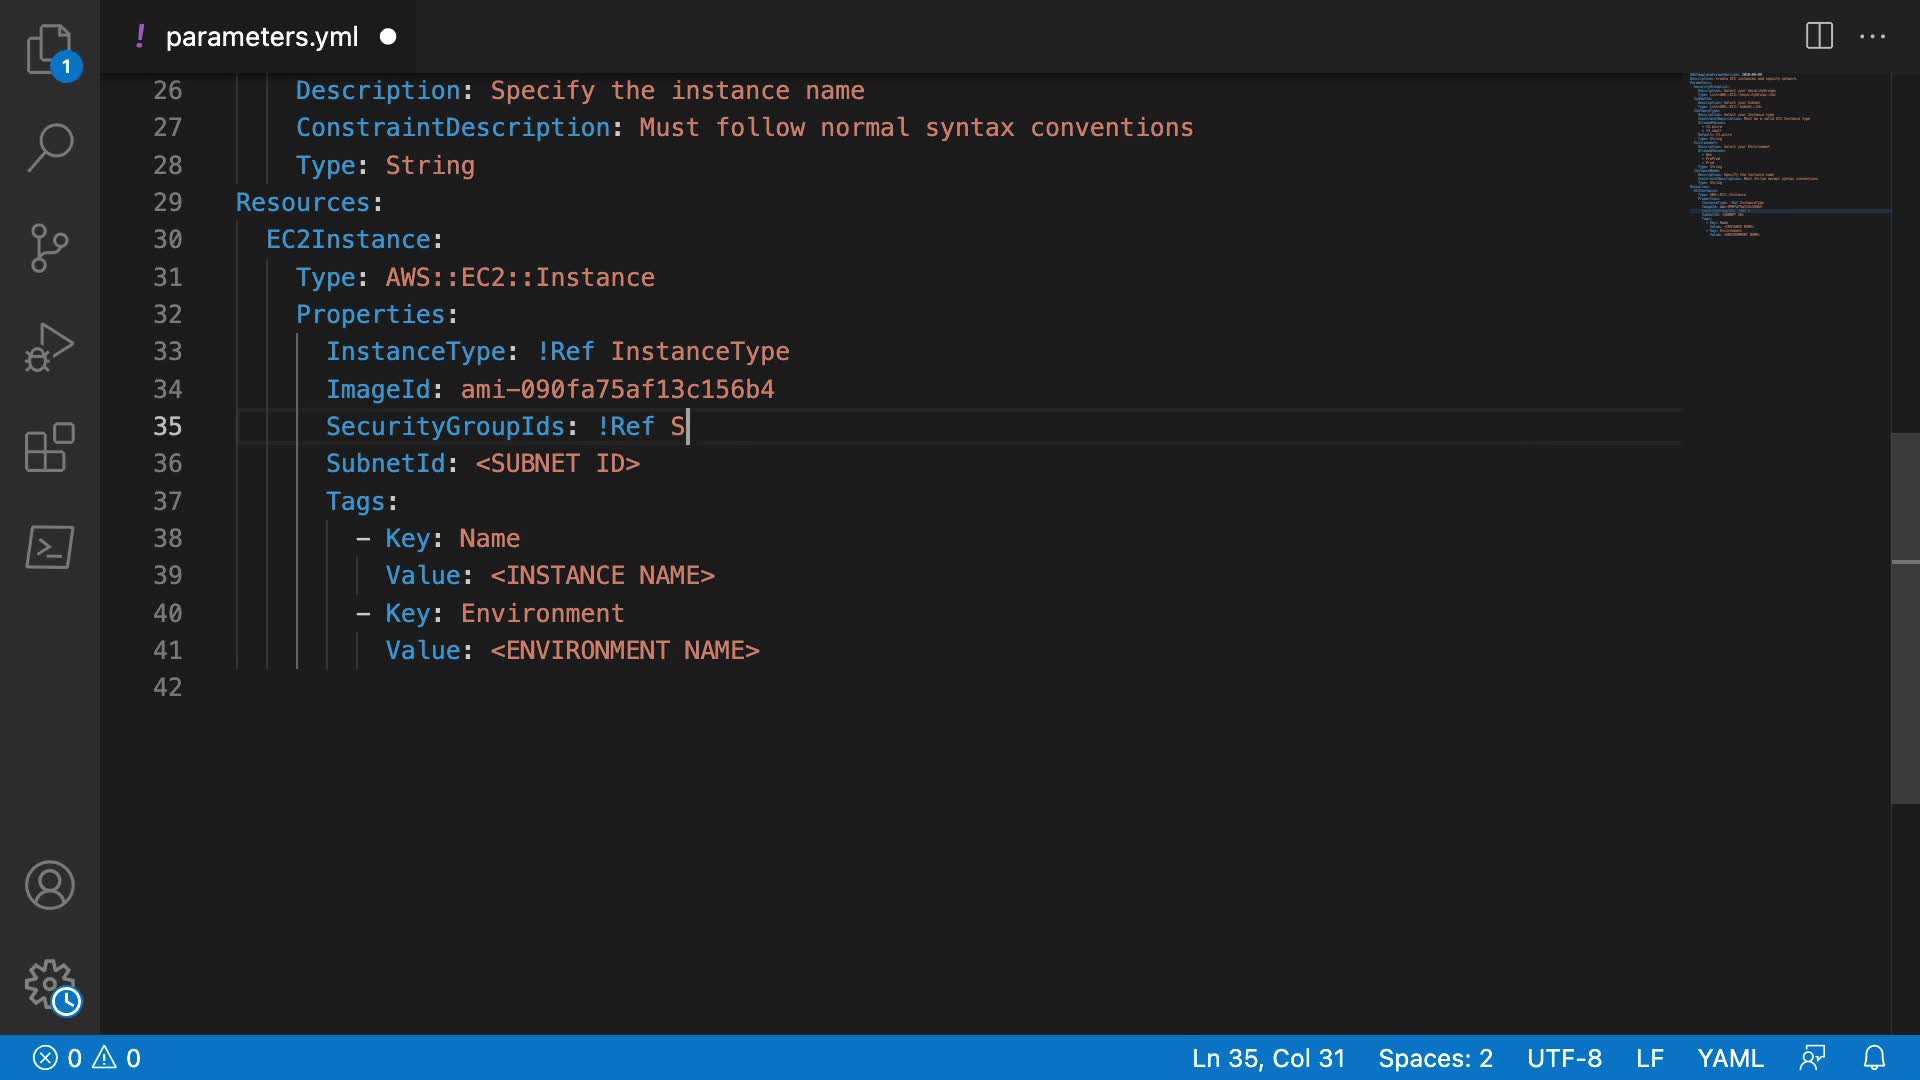 ! parameters.yml
1
26 Description: Specify the instance name
27 ConstraintDescription: Must follow normal syntax conventions
28 Type: String
29 Resources:
30 EC2Instance:
31 Type: AWS::EC2::Instance
32 Properties:
33 InstanceType: !Ref InstanceType
34 ImageId: ami-090fa75af13c156b4
35 SecurityGroupIds: !Ref S
36 SubnetId: <SUBNET ID>
37 Tags:
38 - Key: Name
39 Value: <INSTANCE NAME>
40 - Key: Environment
41 Value: <ENVIRONMENT NAME>
42
0 0 Ln 35, Col 31 Spaces: 2 UTF-8 LF YAML